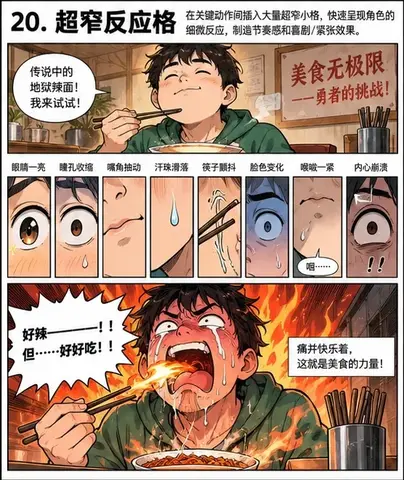 20. 超窄反应格
在关键动作间插入大量超窄小格，快速呈现角色的
细微反应，制造节奏感和喜剧/紧张效果。
传说中的
地狱辣面！
我来试试！
美食无极限
——勇者的挑战！
眼睛一亮
瞳孔收缩
嘴角抽动
汗珠滑落
筷子颤抖
脸色变化
喉咙一紧
内心崩溃
咽……
!!
好辣————！！
但……好好吃！！
痛并快乐着，
这就是美食的力量！